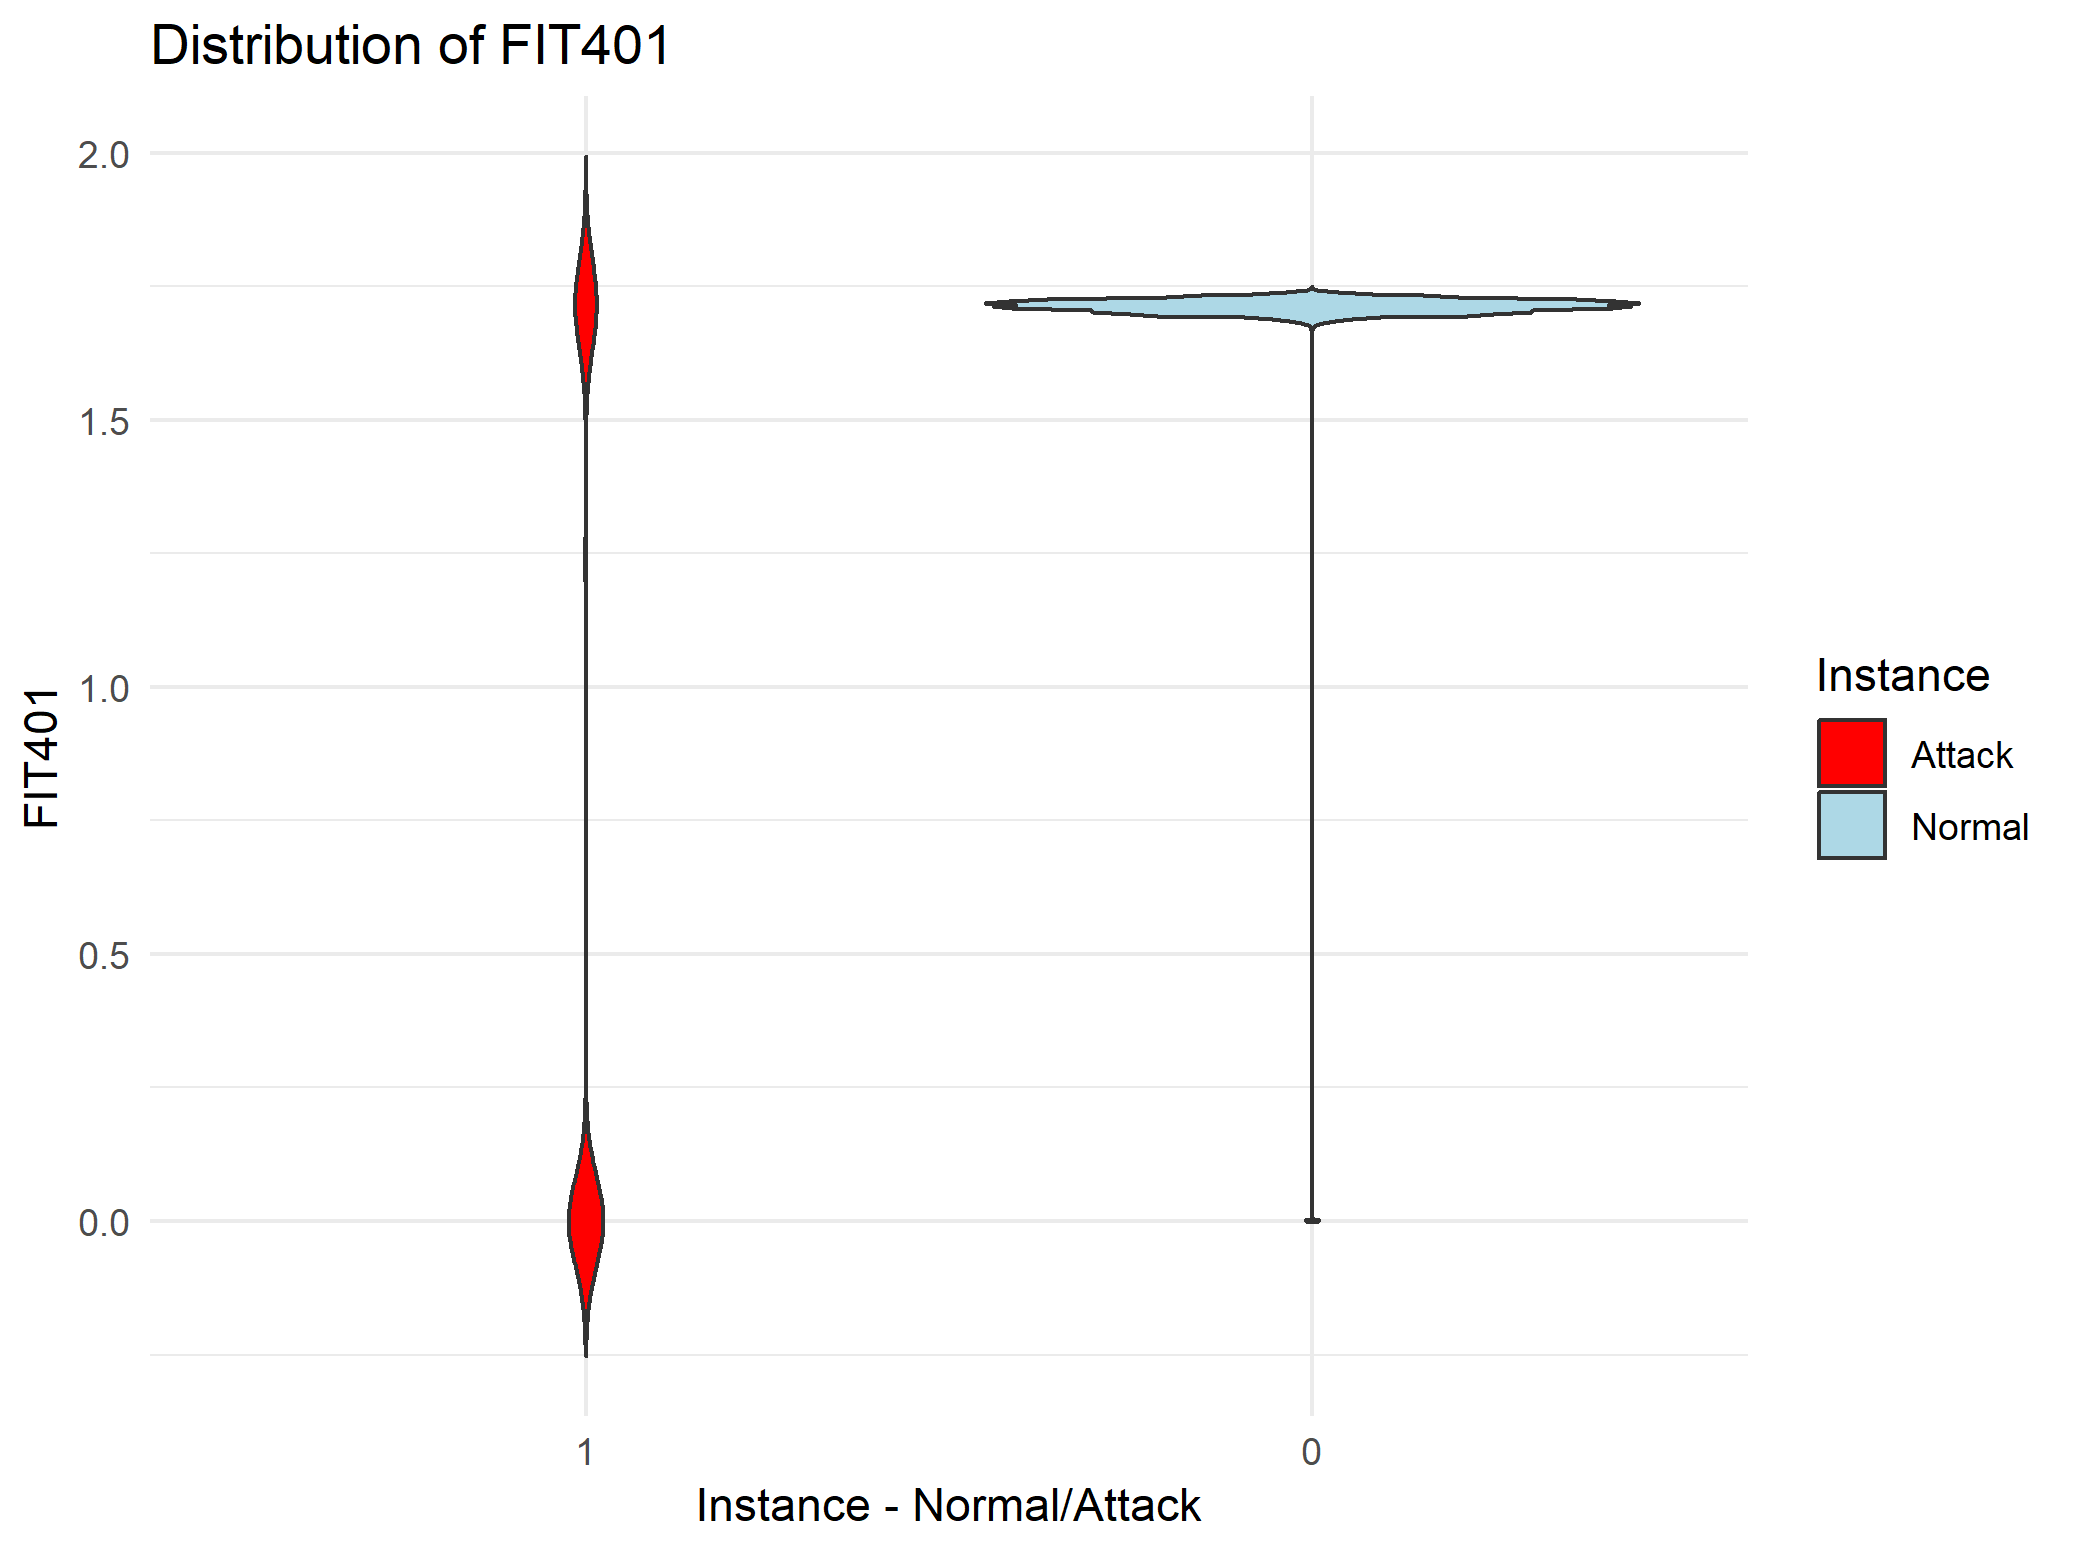 Distribution of FIT401
2.0
1.5
1.0
0.5
0.0
FIT401
1
0
Instance - Normal/Attack
Instance
Attack
Normal